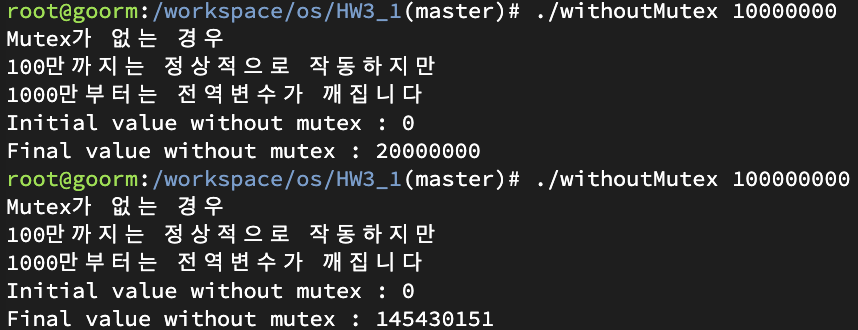 root@goorm:/workspace/os/HW3_1(master)# ./withoutMutex 10000000
Mutex가 없는 경우
100만까지는 정상적으로 작동하지만
1000만부터는 전역변수가 깨집니다
Initial value without mutex : 0
Final value without mutex : 20000000
root@goorm:/workspace/os/HW3_1(master)# ./withoutMutex 100000000
Mutex가 없는 경우
100만까지는 정상적으로 작동하지만
1000만부터는 전역변수가 깨집니다
Initial value without mutex : 0
Final value without mutex : 145430151